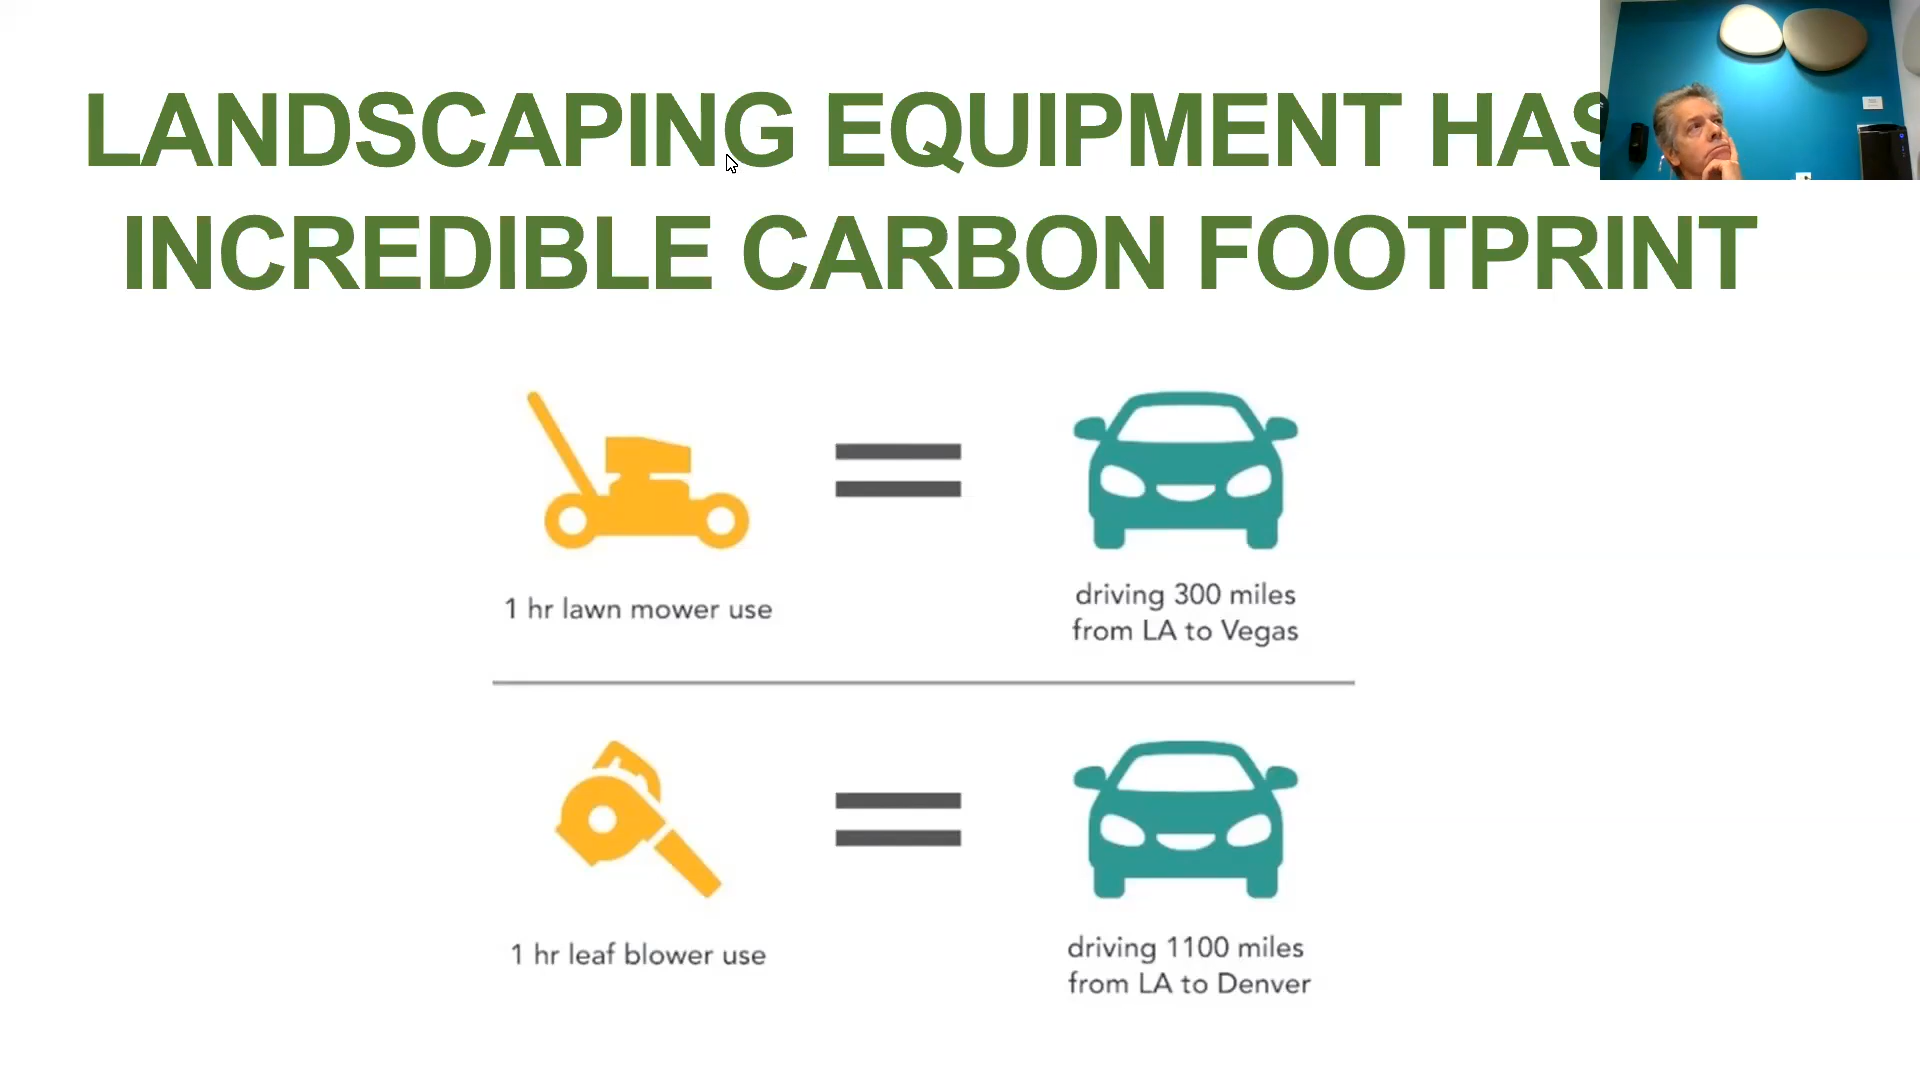 LANDSCAPING EQUIPMENT HAS
INCREDIBLE CARBON FOOTPRINT
1 hr lawn mower use
driving 300 miles
from LA to Vegas
1 hr leaf blower use
driving 1100 miles
from LA to Denver